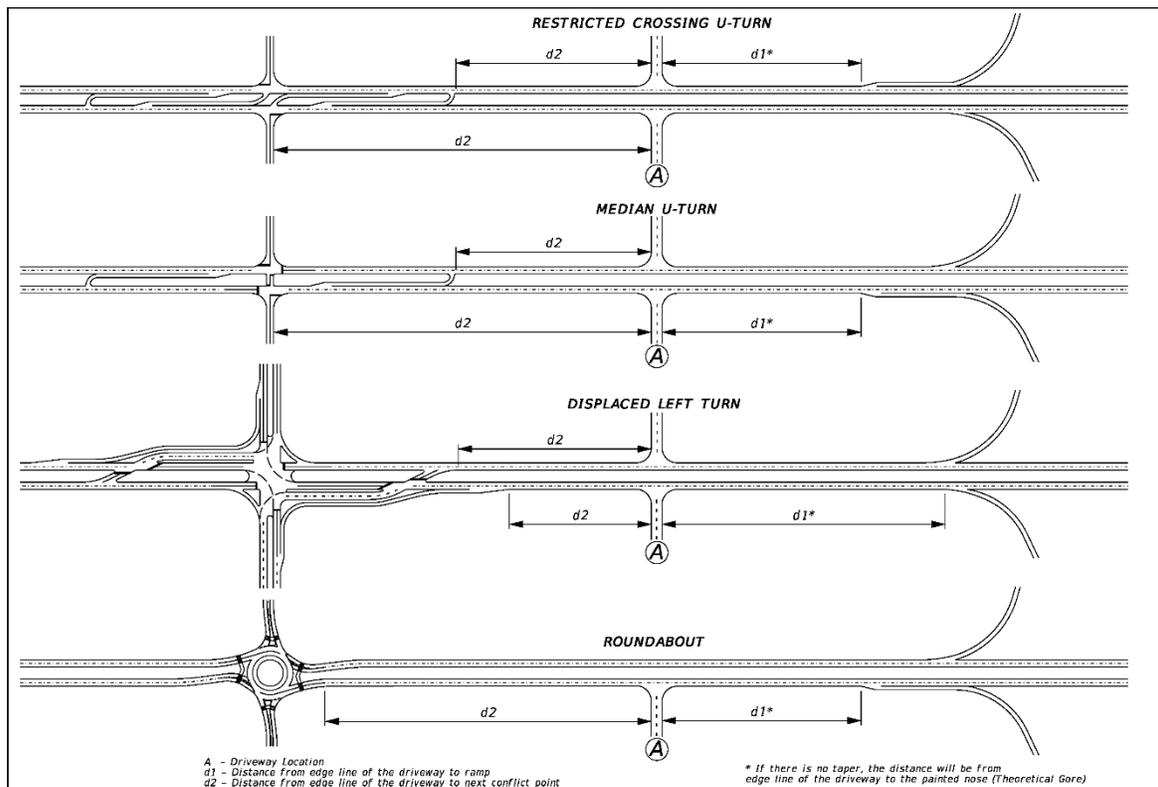 RESTRICTED CROSSING U-TURN
d2
d1*
d2
A
MEDIAN U-TURN
d2
d2
d1*
A
DISPLACED LEFT TURN
d2
d2
d1*
A
ROUNDABOUT
d2
d1*
A
A - Driveway Location
d1 - Distance from edge line of the driveway to ramp
d2 - Distance from edge line of the driveway to next conflict point
* If there is no taper, the distance will be from
edge line of the driveway to the painted nose (Theoretical Gore)